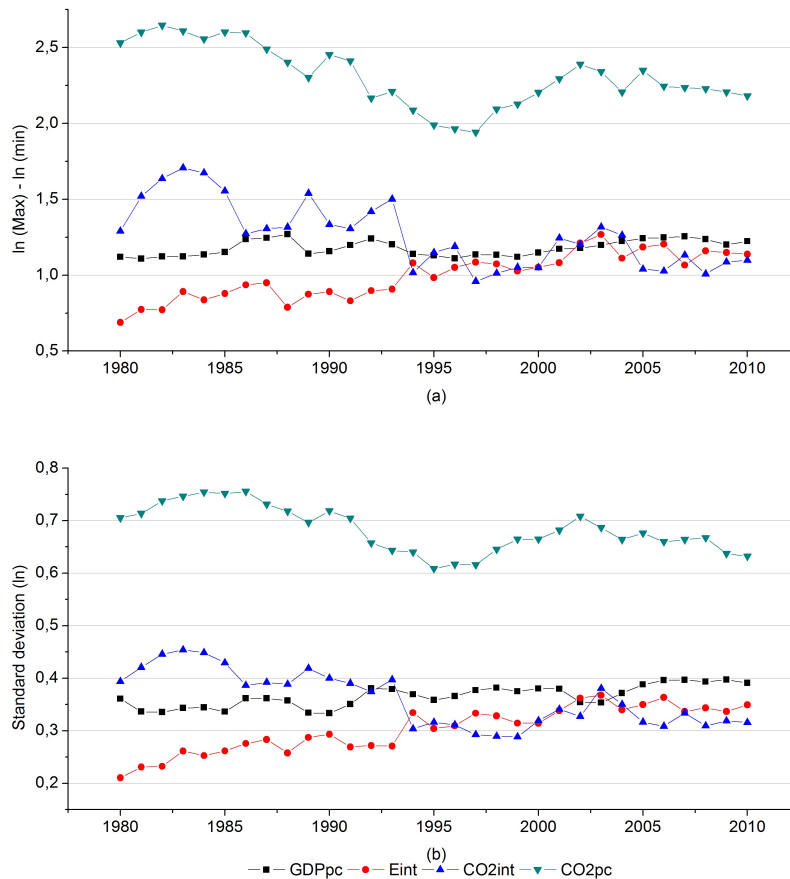 ln (Max) - ln (min)
2,5
2,0
1,5
1,0
0,5
1980 1985 1990 1995 2000 2005 2010
(a)
Standard deviation (ln)
0,8
0,7
0,6
0,5
0,4
0,3
0,2
1980 1985 1990 1995 2000 2005 2010
(b)
GDPpc Eint CO2int CO2pc